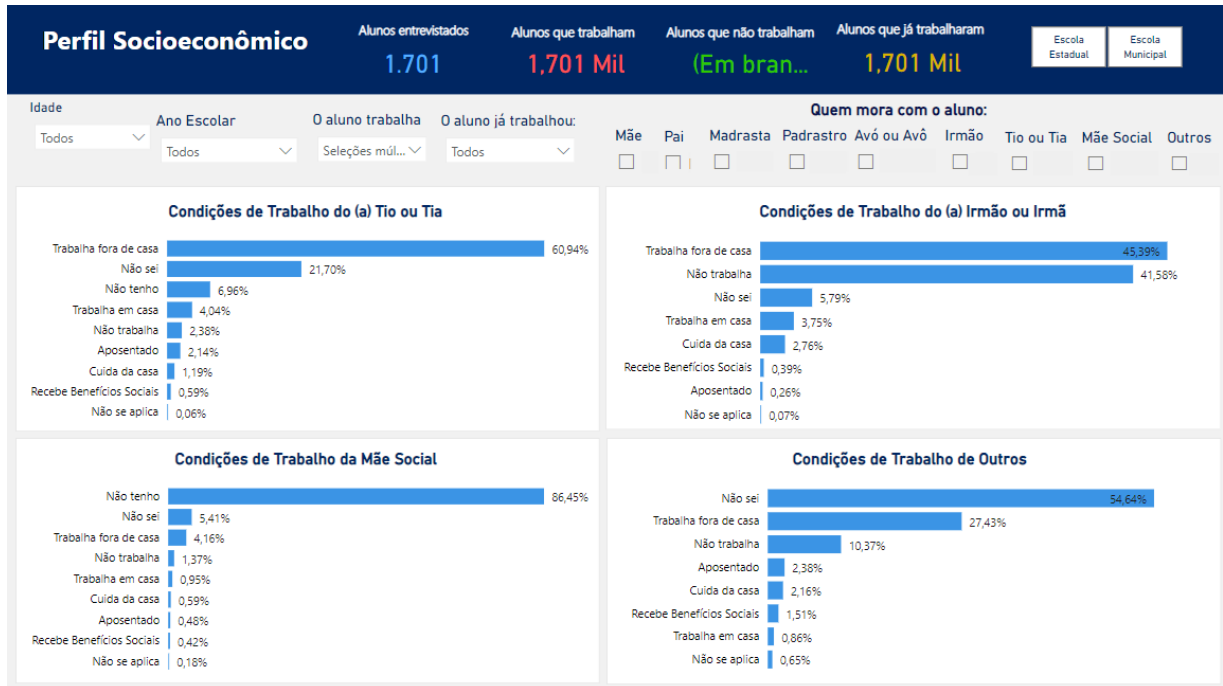 Perfil Socioeconômico
Alunos entrevistados
1.701
Alunos que trabalham
1,701 Mil
Alunos que não trabalham
(Em bran...
Alunos que já trabalharam
1,701 Mil
Escola
Estadual
Escola
Municipal
Idade
Todos
Ano Escolar
Todos
O aluno trabalha
Seleções múl...
O aluno já trabalhou:
Todos
Quem mora com o aluno:
Mãe Pai Madrasta Padrastro Avó ou Avô Irmão Tio ou Tia Mãe Social Outros
Condições de Trabalho do (a) Tio ou Tia
Trabalha fora de casa 60,94%
Não sei 21,70%
Não tenho 6,96%
Trabalha em casa 4,04%
Não trabalha 2,38%
Aposentado 2,14%
Cuida da casa 1,19%
Recebe Benefícios Sociais 0,59%
Não se aplica 0,06%
Condições de Trabalho do (a) Irmão ou Irmã
Trabalha fora de casa 45,39%
Não trabalha 41,58%
Não sei 5,79%
Trabalha em casa 3,75%
Cuida da casa 2,76%
Recebe Benefícios Sociais 0,39%
Aposentado 0,26%
Não se aplica 0,07%
Condições de Trabalho da Mãe Social
Não tenho 86,45%
Não sei 5,41%
Trabalha fora de casa 4,16%
Não trabalha 1,37%
Trabalha em casa 0,95%
Cuida da casa 0,59%
Aposentado 0,48%
Recebe Benefícios Sociais 0,42%
Não se aplica 0,18%
Condições de Trabalho de Outros
Não sei 54,64%
Trabalha fora de casa 27,43%
Não trabalha 10,37%
Aposentado 2,38%
Cuida da casa 2,16%
Recebe Benefícios Sociais 1,51%
Trabalha em casa 0,86%
Não se aplica 0,65%